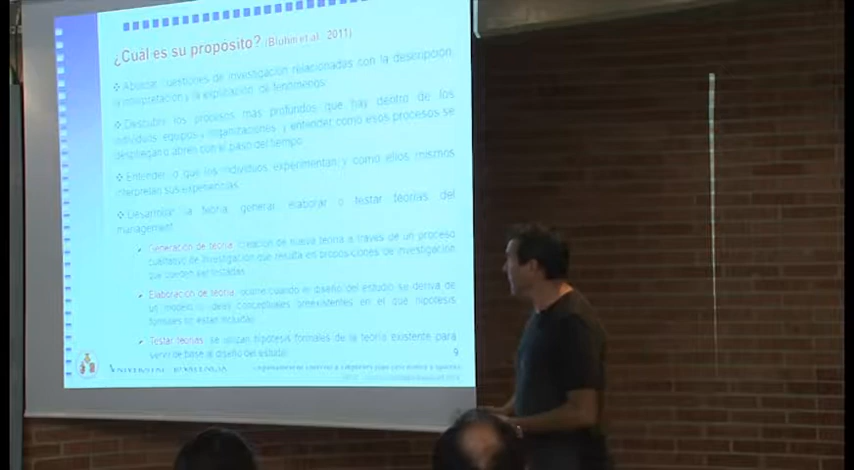 ¿Cuál es su propósito? (Bluhm et al. 2011)
Abordar cuestiones de investigación relacionadas con la descripción,
la interpretación y la explicación de fenómenos.
Descubrir los procesos más profundos que hay dentro de los
individuos, equipos y organizaciones y entender cómo esos procesos se
despliegan o abren con el paso del tiempo.
Entender lo que los individuos experimentan y como ellos mismos
interpretan sus experiencias.
Desarrollar la teoría: generar, elaborar o testar teorías del
management.
Generación de teoría: creación de nueva teoría a través de un proceso
cualitativo de investigación que resulta en proposiciones de investigación
que pueden ser testadas.
Elaboración de teoría: ocurre cuando el diseño del estudio se deriva de
un modelo o ideas conceptuales preexistentes en el que hipótesis
formales no están incluidas.
Testar teorías: se utilizan hipótesis formales de la teoría existente para
servir de base al diseño del estudio.
9